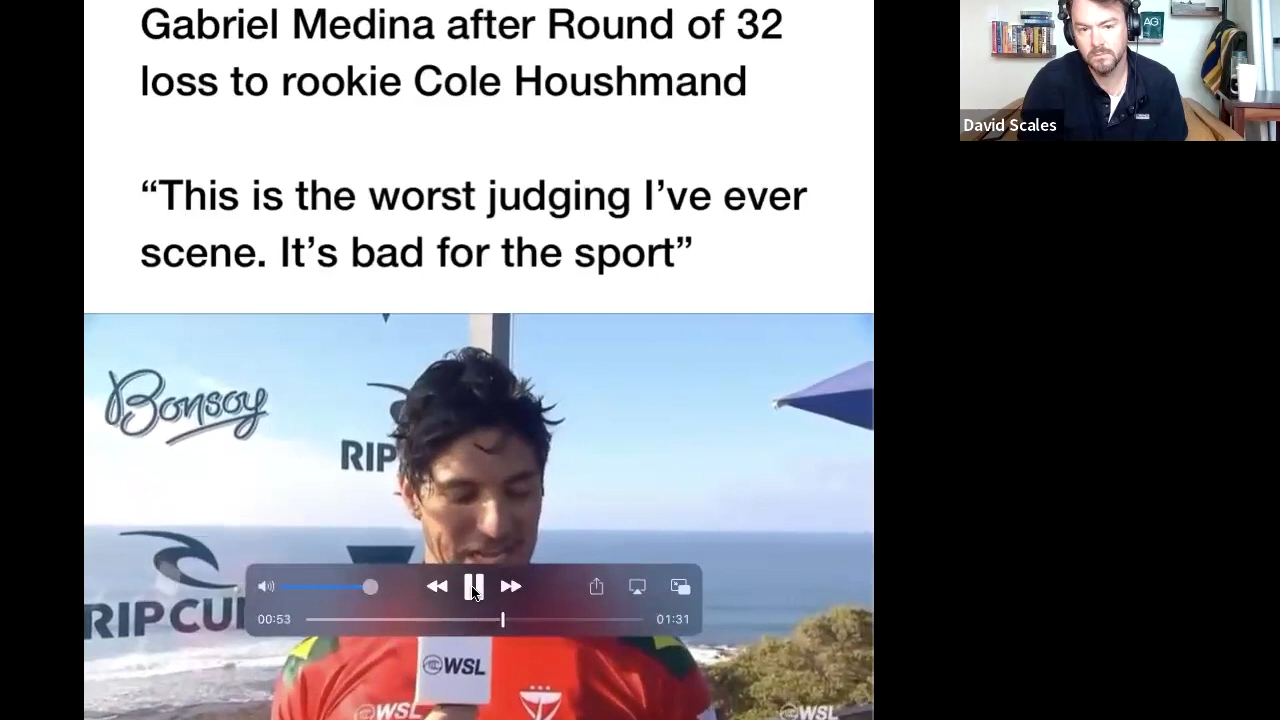 Gabriel Medina after Round of 32
loss to rookie Cole Houshmand
“This is the worst judging I’ve ever
scene. It’s bad for the sport”
AG
David Scales
Bonsoy
RIP
RIP CU
00:53
01:31
WSL
WSL
WSL